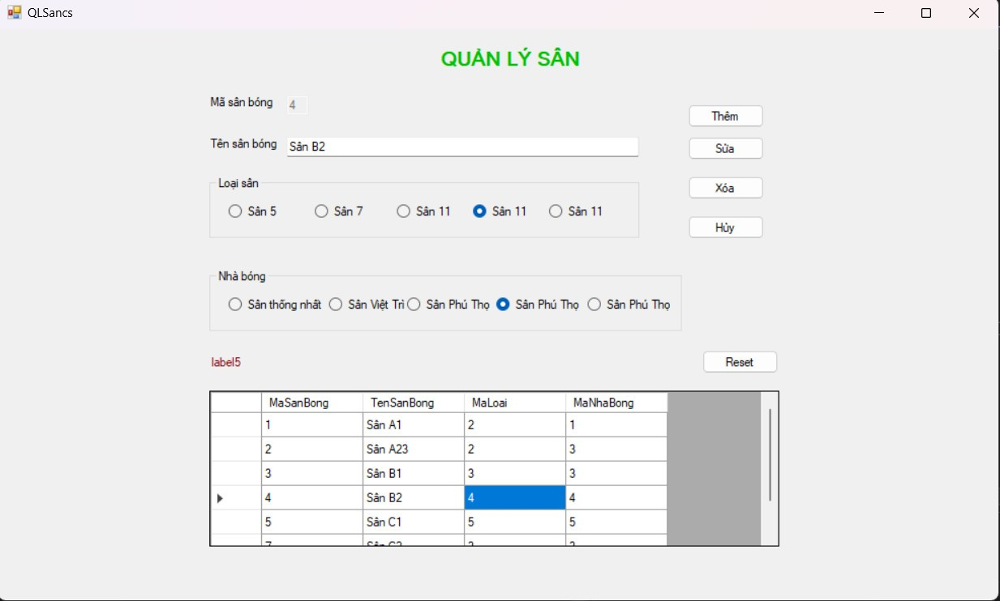 QLSancs
QUẢN LÝ SÂN
Mã sân bóng 4
Thêm
Tên sân bóng Sân B2
Sửa
Loại sân
Xóa
Sân 5 Sân 7 Sân 11 Sân 11 Sân 11
Hủy
Nhà bóng
Sân thống nhất Sân Việt Trì Sân Phú Thọ Sân Phú Thọ Sân Phú Thọ
label5 Reset
MaSanBong TenSanBong MaLoai MaNhaBong
1 Sân A1 2 1
2 Sân A23 2 3
3 Sân B1 3 3
4 Sân B2 4 4
5 Sân C1 5 5